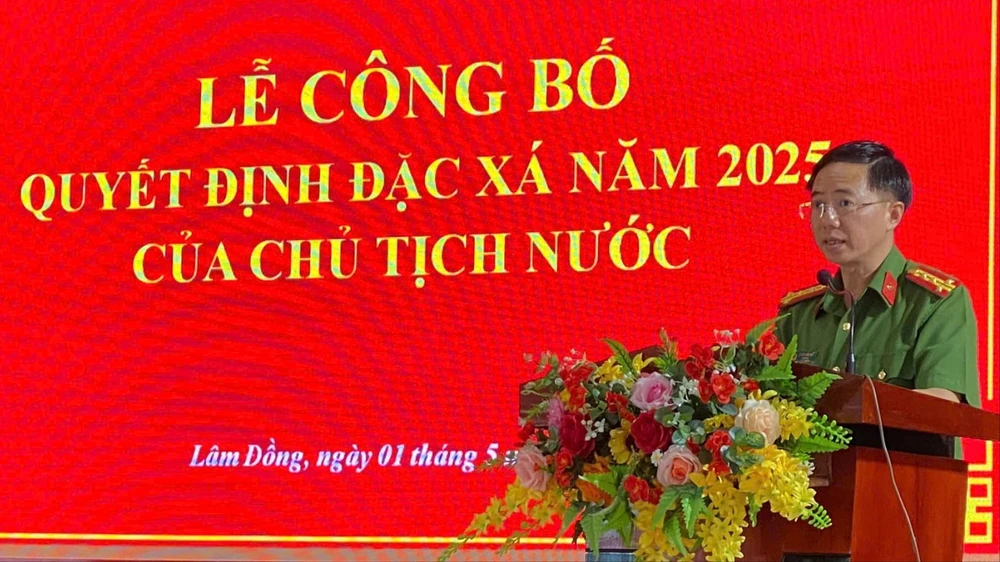 LỄ CÔNG BỐ
QUYẾT ĐỊNH ĐẶC XÁ NĂM 2025
CỦA CHỦ TỊCH NƯỚC
Lâm Đồng, ngày 01 tháng 5